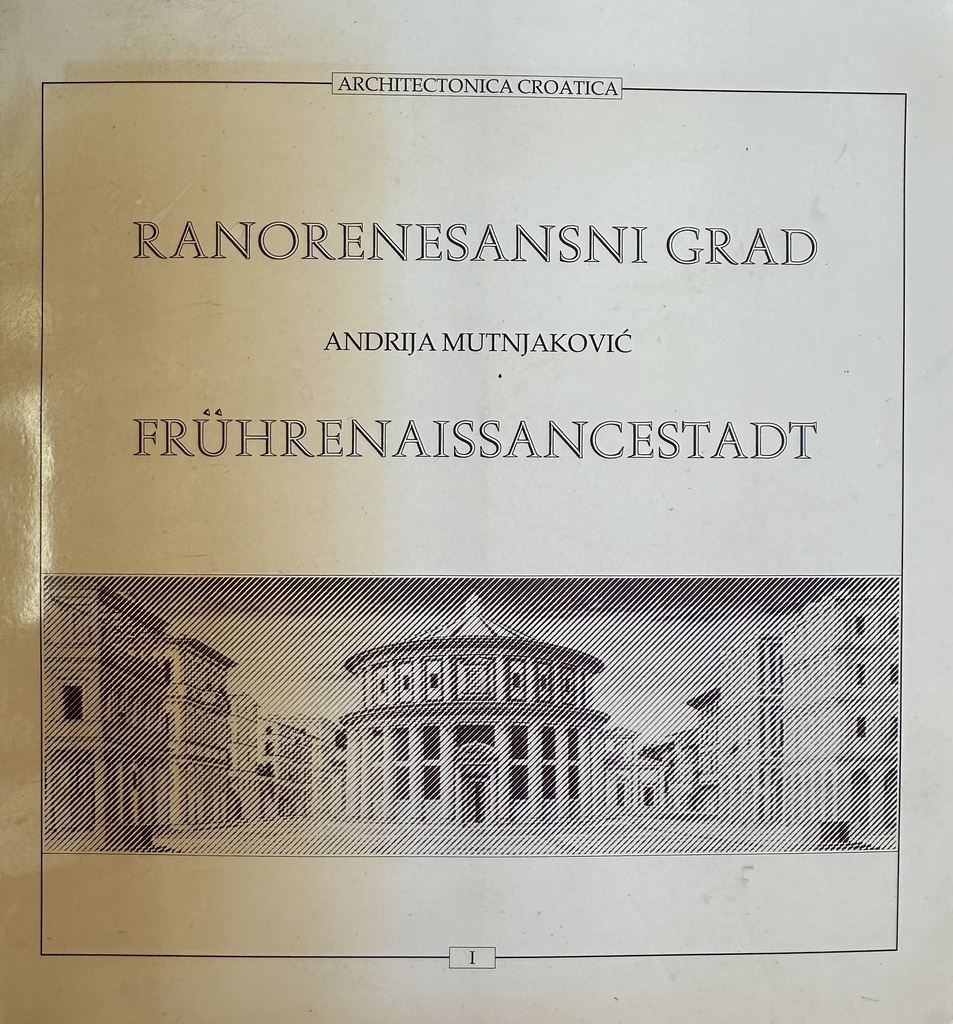 ARCHITECTONICA CROATICA
RANORENESANSNI GRAD
ANDRIJA MUTNJAKOVIĆ
FRÜHRENAISSANCESTADT
I